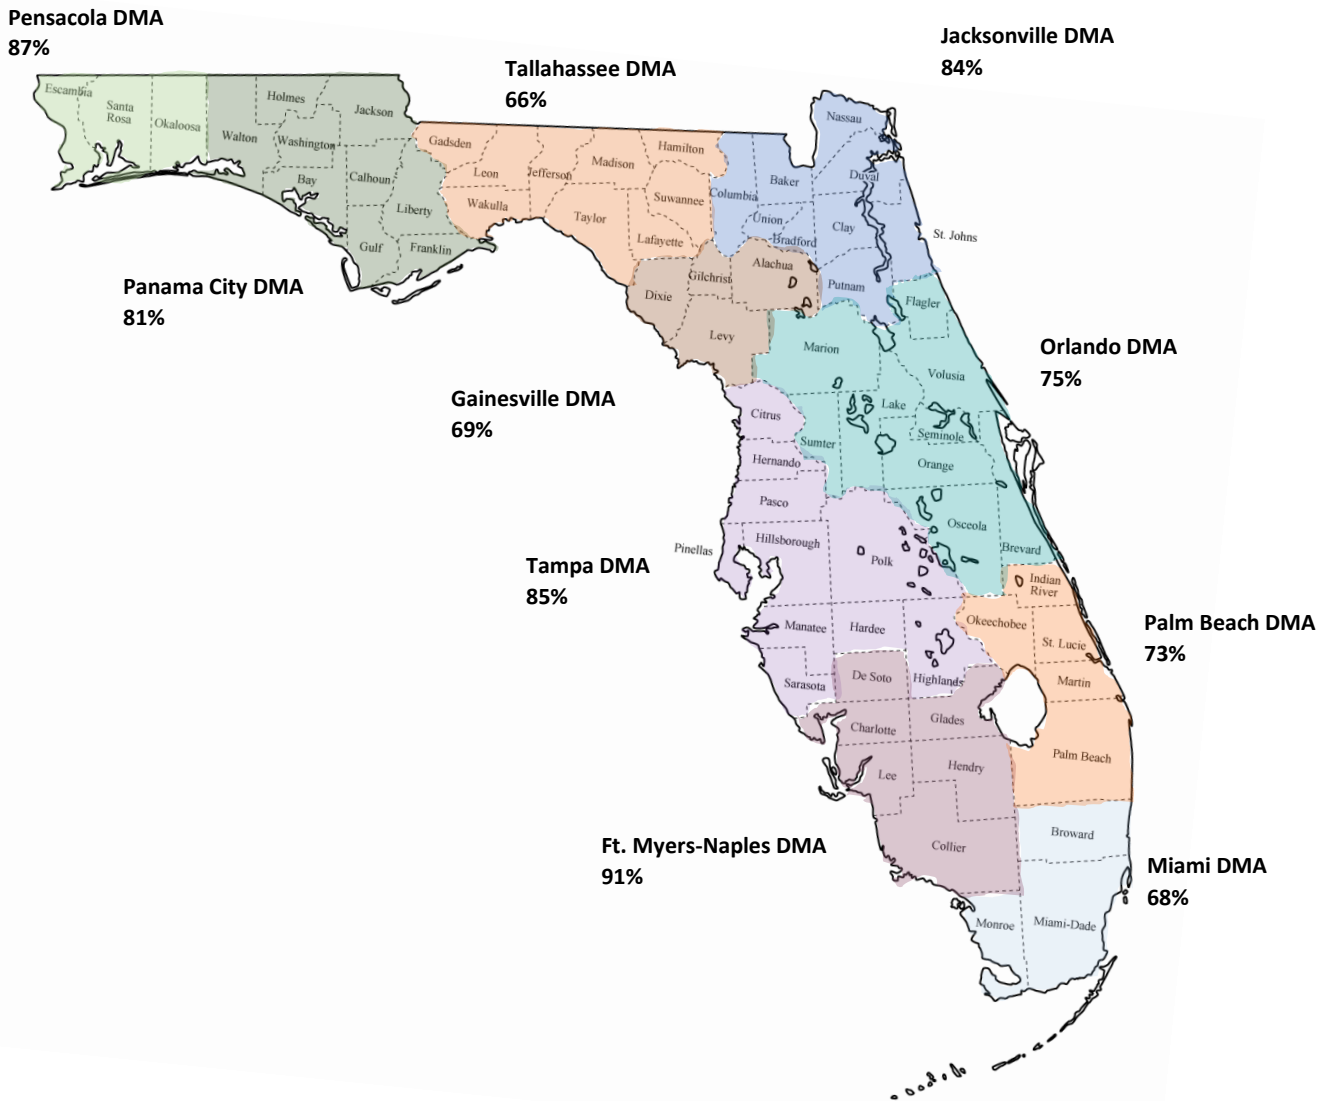 Pensacola DMA
87%
Jacksonville DMA
84%
Tallahassee DMA
66%
Escambia
Santa
Rosa
Okaloosa
Walton
Holmes
Washington
Jackson
Bay
Calhoun
Liberty
Gulf
Franklin
Gadsden
Leon
Wakulla
Jefferson
Madison
Taylor
Hamilton
Suwannee
Lafayette
Nassau
Baker
Duval
Columbia
Union
Bradford
Clay
St. Johns
Putnam
Panama City DMA
81%
Dixie
Gilchrist
Alachua
Levy
Flagler
Marion
Volusia
Orlando DMA
75%
Gainesville DMA
69%
Citrus
Sumter
Lake
Seminole
Orange
Hernando
Pasco
Osceola
Brevard
Pinellas
Hillsborough
Polk
Tampa DMA
85%
Indian
River
Okeechobee
St. Lucie
Palm Beach DMA
73%
Manatee
Hardee
Highlands
Sarasota
De Soto
Martin
Charlotte
Glades
Palm Beach
Lee
Hendry
Ft. Myers-Naples DMA
91%
Collier
Broward
Miami DMA
68%
Monroe
Miami-Dade